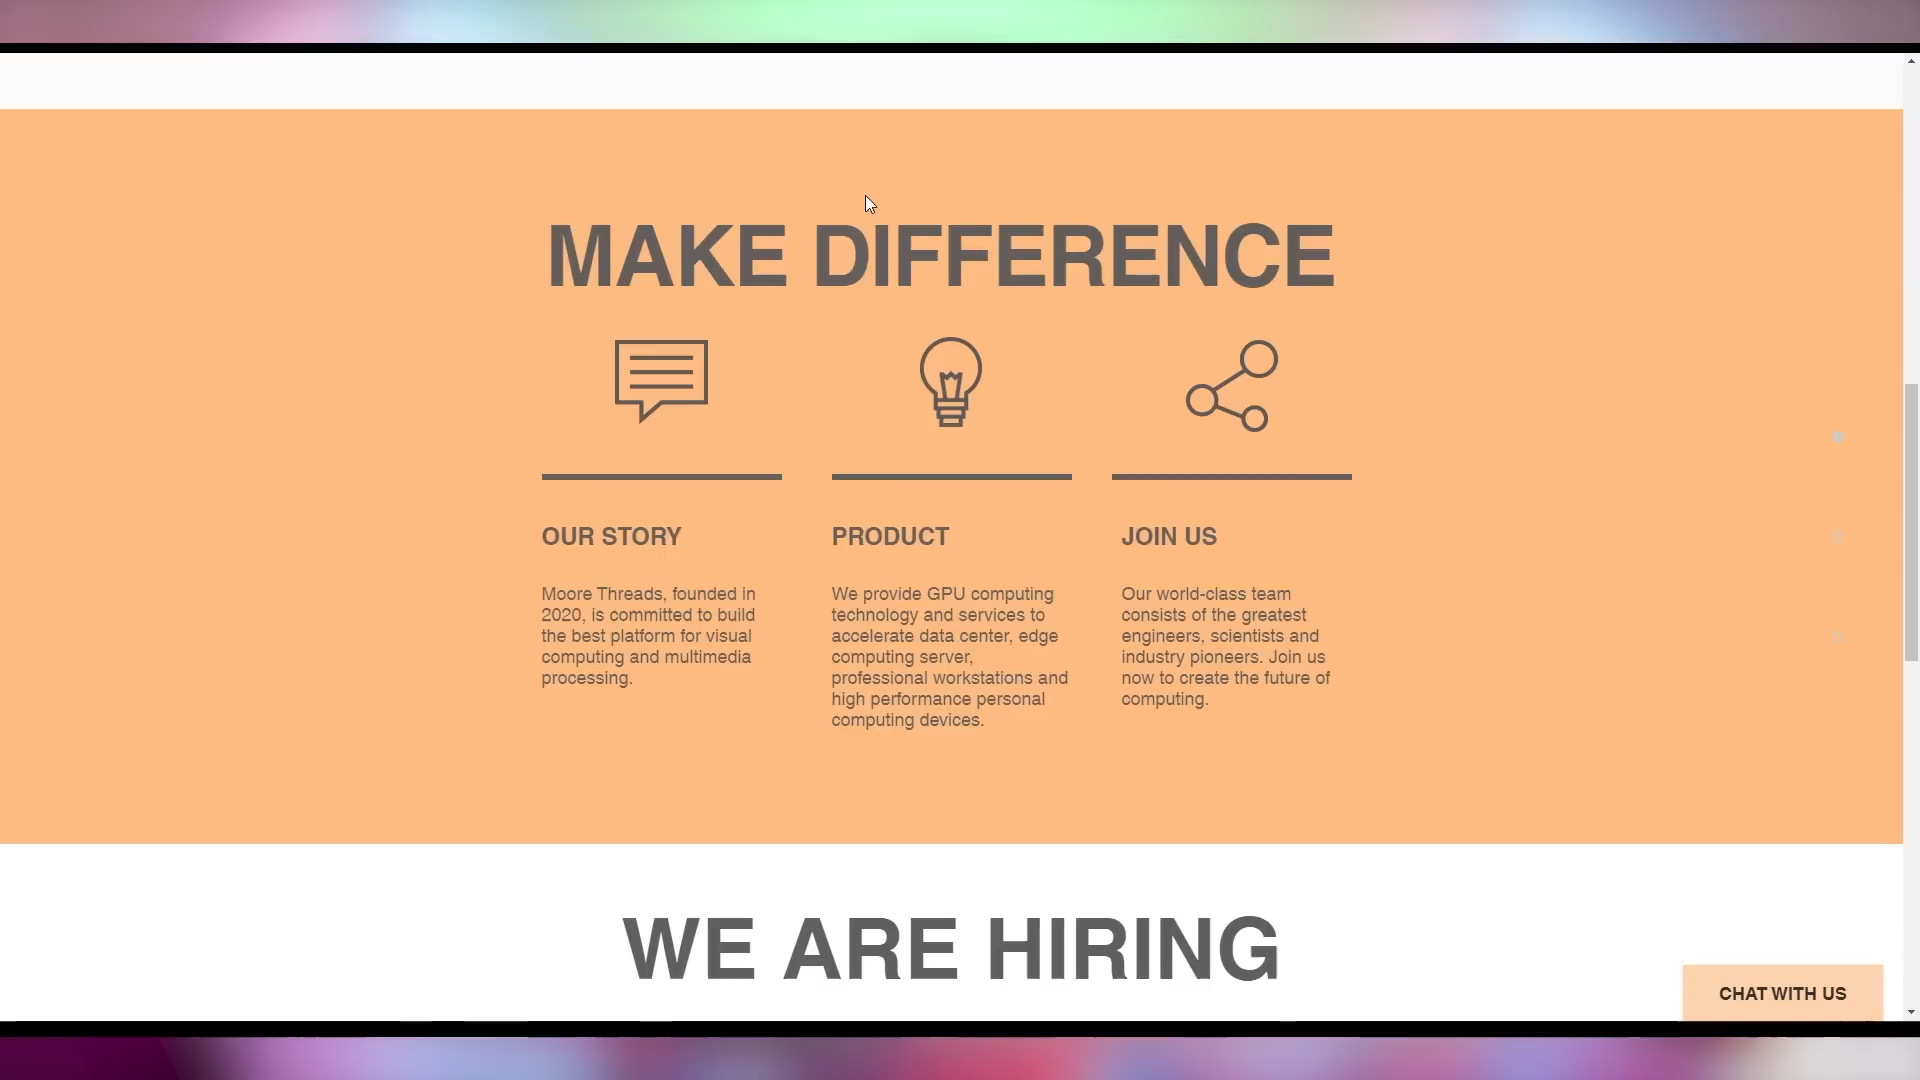 MAKE DIFFERENCE
OUR STORY
Moore Threads, founded in
2020, is committed to build
the best platform for visual
computing and multimedia
processing.
PRODUCT
We provide GPU computing
technology and services to
accelerate data center, edge
computing server,
professional workstations and
high performance personal
computing devices.
JOIN US
Our world-class team
consists of the greatest
engineers, scientists and
industry pioneers. Join us
now to create the future of
computing.
WE ARE HIRING
CHAT WITH US